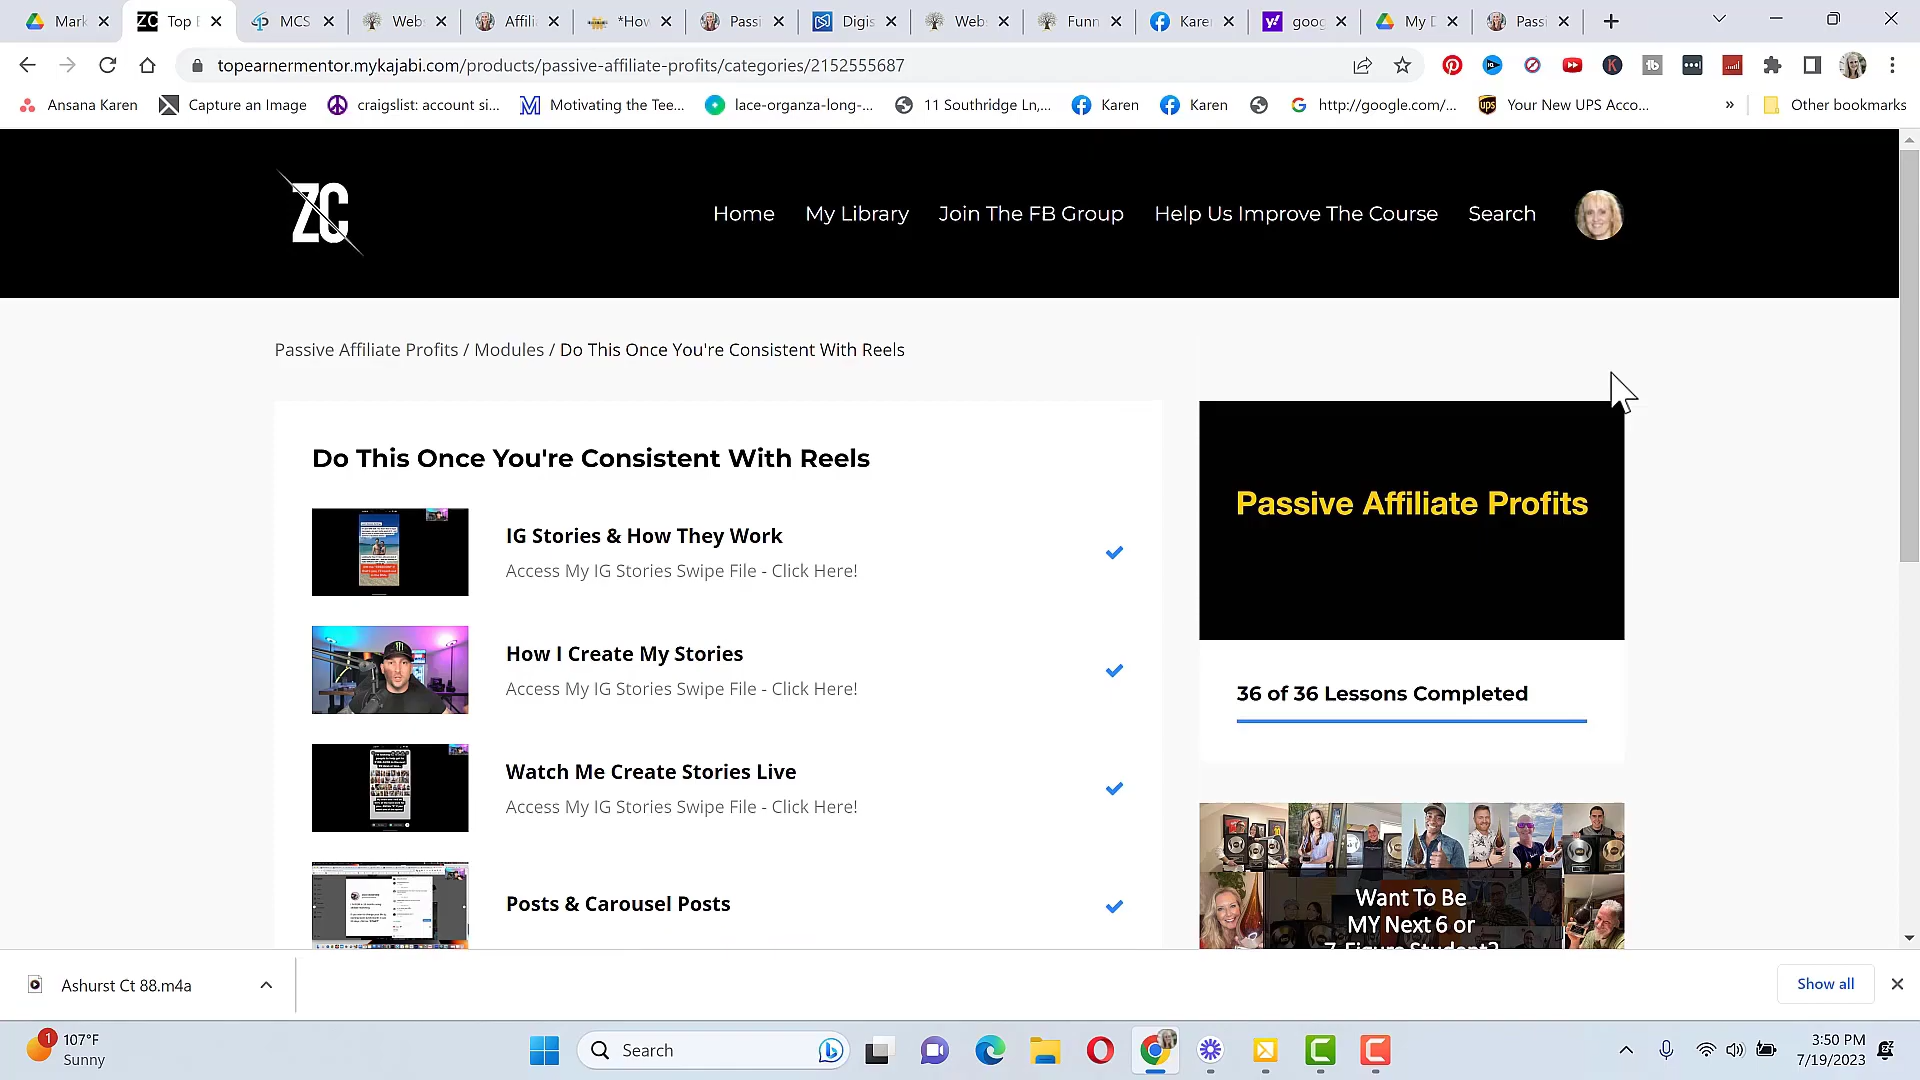 Mark
Top E
MCS
Webs
Affili
*How
Passi
Digis
Webs
Funn
Karen
goog
My D
Passi
topearnermentor.mykajabi.com/products/passive-affiliate-profits/categories/2152555687
Ansana Karen
Capture an Image
craigslist: account si...
Motivating the Tee...
lace-organza-long-...
11 Southridge Ln,...
Karen
Karen
http://google.com/...
Your New UPS Acco...
»
Other bookmarks
ZC
Home
My Library
Join The FB Group
Help Us Improve The Course
Search
Passive Affiliate Profits / Modules / Do This Once You're Consistent With Reels
Do This Once You're Consistent With Reels
IG Stories & How They Work
Access My IG Stories Swipe File - Click Here!
How I Create My Stories
Access My IG Stories Swipe File - Click Here!
Watch Me Create Stories Live
Access My IG Stories Swipe File - Click Here!
Posts & Carousel Posts
Passive Affiliate Profits
36 of 36 Lessons Completed
Want To Be
MY Next 6 or
7-Figure Student?
Ashurst Ct 88.m4a
Show all
1
107°F
Sunny
Search
3:50 PM
7/19/2023